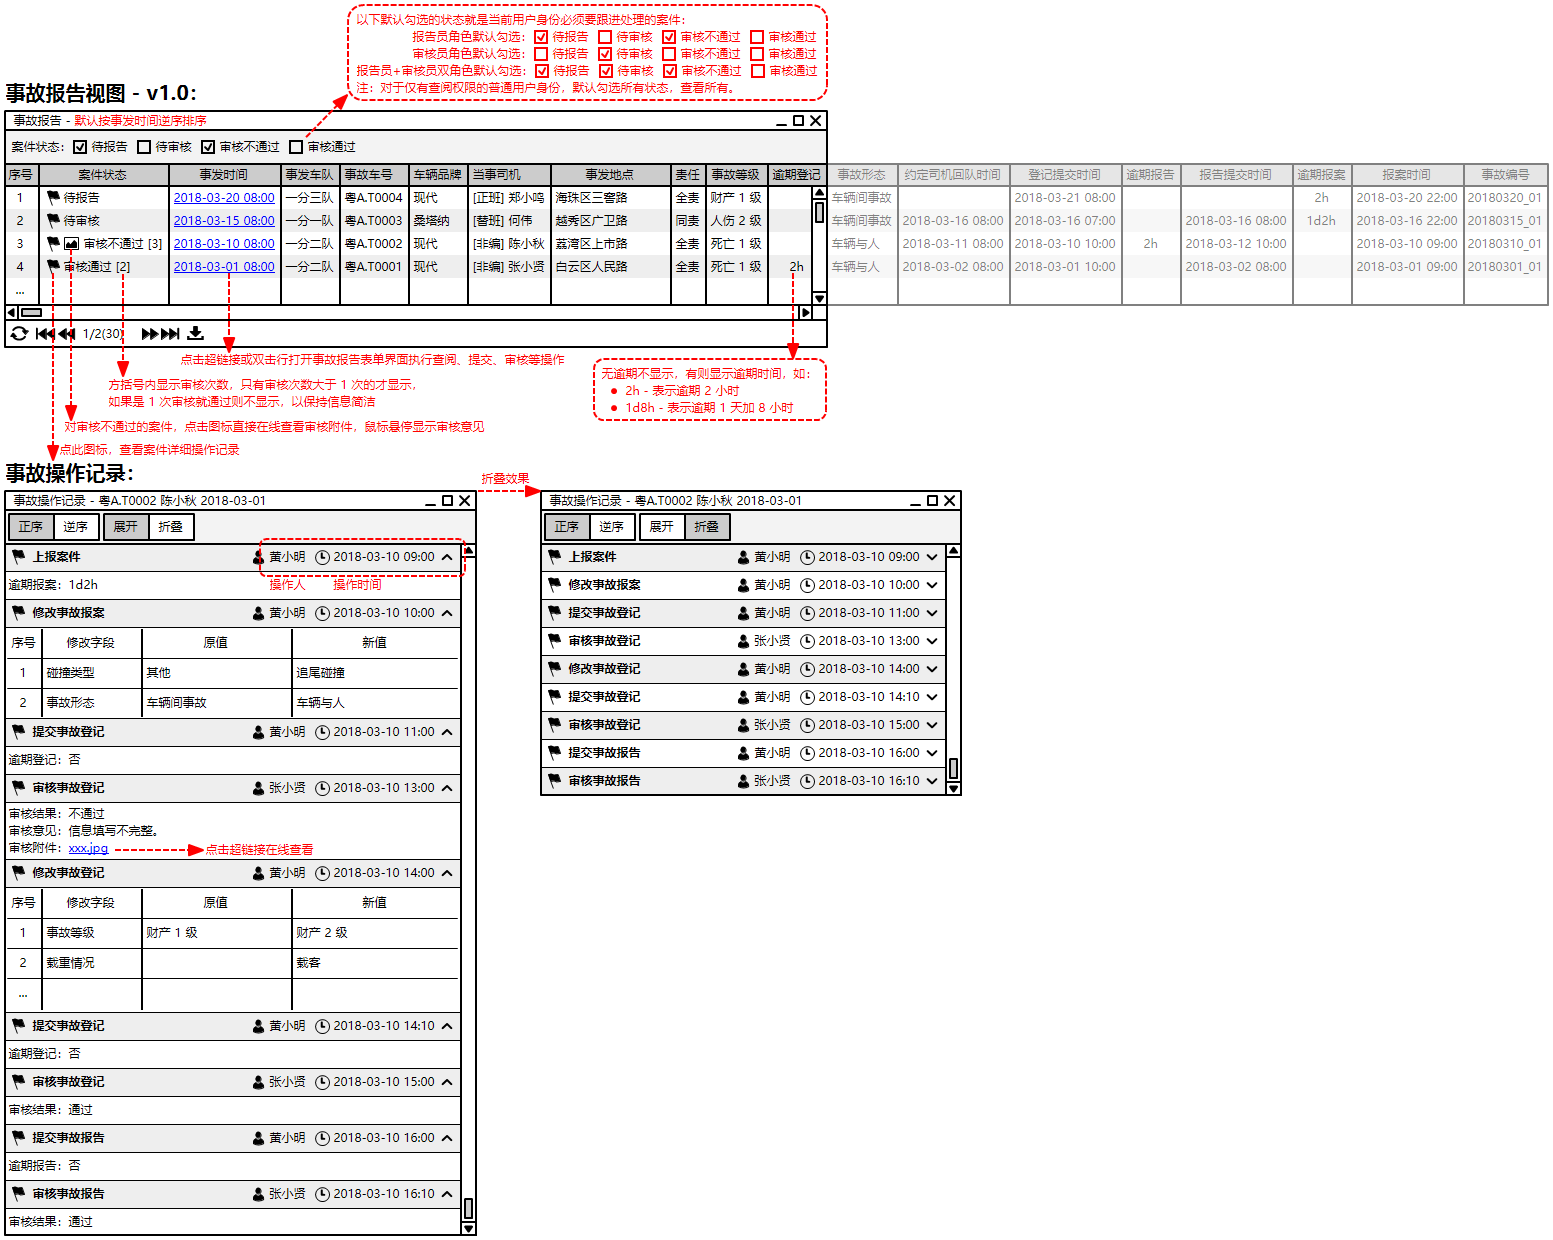 以下默认勾选的状态就是当前用户身份必须要跟进处理的案件：
报告员角色默认勾选： 待报告 待审核 审核不通过 审核通过
审核员角色默认勾选： 待报告 待审核 审核不通过 审核通过
报告员+审核员双角色默认勾选： 待报告 待审核 审核不通过 审核通过
注：对于仅有查阅权限的普通用户身份，默认勾选所有状态，查看所有。
事故报告视图 - v1.0：
事故报告 - 默认按事发时间逆序排序
案件状态： 待报告 待审核 审核不通过 审核通过
序号 案件状态 事发时间 事发车队 事故车号 车辆品牌 当事司机 事发地点 责任 事故等级 逾期登记 事故形态 约定司机回队时间 登记提交时间 逾期报告 报告提交时间 逾期报案 报案时间 事故编号
1 待报告 2018-03-20 08:00 一分三队 粤A.T0004 现代 [正班] 郑小鸣 海珠区三窖路 全责 财产 1 级 车辆间事故 2018-03-21 08:00 2h 2018-03-20 22:00 20180320_01
2 待审核 2018-03-15 08:00 一分一队 粤A.T0003 桑塔纳 [替班] 何伟 越秀区广卫路 同责 人伤 2 级 车辆间事故 2018-03-16 08:00 2018-03-16 07:00 2018-03-16 08:00 1d2h 2018-03-16 22:00 20180315_01
3 审核不通过 [3] 2018-03-10 08:00 一分二队 粤A.T0002 现代 [非编] 陈小秋 荔湾区上市路 全责 死亡 1 级 车辆与人 2018-03-11 08:00 2018-03-10 10:00 2h 2018-03-12 10:00 2018-03-10 09:00 20180310_01
4 审核通过 [2] 2018-03-01 08:00 一分二队 粤A.T0001 现代 [非编] 张小贤 白云区人民路 全责 死亡 1 级 2h 车辆与人 2018-03-02 08:00 2018-03-01 10:00 2018-03-02 08:00 2018-03-01 09:00 20180301_01
...
1/2(30)
点击超链接或双击行打开事故报告表单界面执行查阅、提交、审核等操作
方括号内显示审核次数，只有审核次数大于 1 次的才显示，
如果是 1 次审核就通过则不显示，以保持信息简洁
无逾期不显示，有则显示逾期时间，如：
● 2h - 表示逾期 2 小时
● 1d8h - 表示逾期 1 天加 8 小时
对审核不通过的案件，点击图标直接在线查看审核附件，鼠标悬停显示审核意见
点此图标，查看案件详细操作记录
事故操作记录：
事故操作记录 - 粤A.T0002 陈小秋 2018-03-01
正序 逆序 展开 折叠
上报案件 黄小明 2018-03-10 09:00
逾期报案：1d2h
操作人 操作时间
修改事故报案 黄小明 2018-03-10 10:00
序号 修改字段 原值 新值
1 碰撞类型 其他 追尾碰撞
2 事故形态 车辆间事故 车辆与人
提交事故登记 黄小明 2018-03-10 11:00
逾期登记：否
审核事故登记 张小贤 2018-03-10 13:00
审核结果：不通过
审核意见：信息填写不完整。
审核附件：xxx.jpg 点击超链接在线查看
修改事故登记 黄小明 2018-03-10 14:00
序号 修改字段 原值 新值
1 事故等级 财产 1 级 财产 2 级
2 载重情况 载客
...
提交事故登记 黄小明 2018-03-10 14:10
逾期登记：否
审核事故登记 张小贤 2018-03-10 15:00
审核结果：通过
提交事故报告 黄小明 2018-03-10 16:00
逾期报告：否
审核事故报告 张小贤 2018-03-10 16:10
审核结果：通过
折叠效果
事故操作记录 - 粤A.T0002 陈小秋 2018-03-01
正序 逆序 展开 折叠
上报案件 黄小明 2018-03-10 09:00
修改事故报案 黄小明 2018-03-10 10:00
提交事故登记 黄小明 2018-03-10 11:00
审核事故登记 张小贤 2018-03-10 13:00
修改事故登记 黄小明 2018-03-10 14:00
提交事故登记 黄小明 2018-03-10 14:10
审核事故登记 张小贤 2018-03-10 15:00
提交事故报告 黄小明 2018-03-10 16:00
审核事故报告 张小贤 2018-03-10 16:10